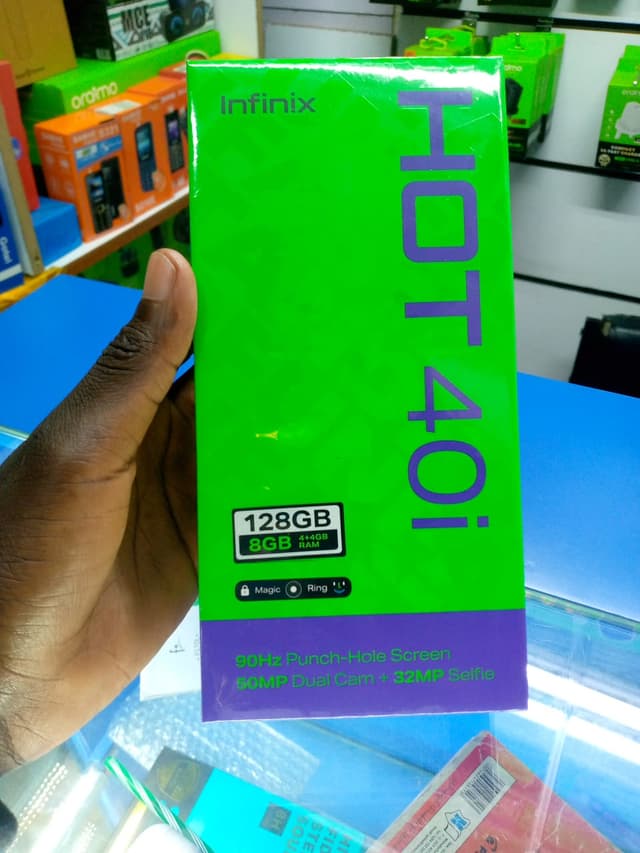 Infinix
HOT 40i
128GB
8GB 4+4GB
RAM
Magic Ring
90Hz Punch-Hole Screen
50MP Dual Cam + 32MP Selfie
oraimo